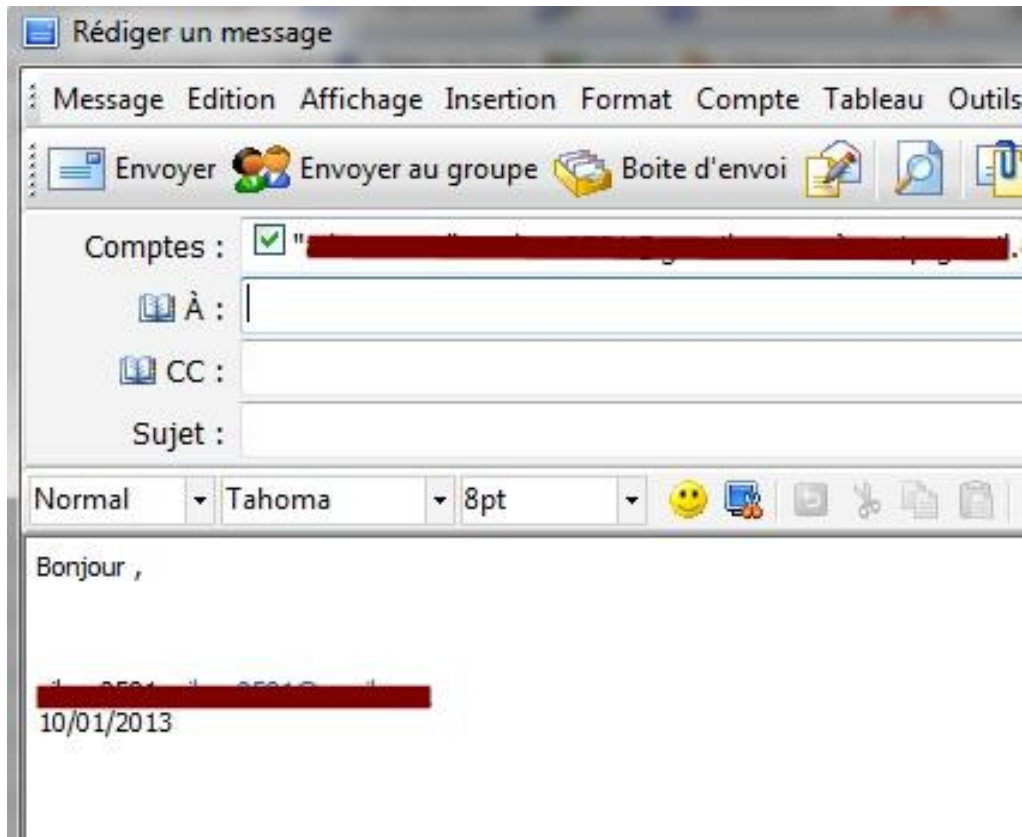 Rédiger un message
Message Edition Affichage Insertion Format Compte Tableau Outils
Envoyer Envoyer au groupe Boite d'envoi
Comptes : "
À :
CC :
Sujet :
Normal Tahoma 8pt
Bonjour ,
10/01/2013